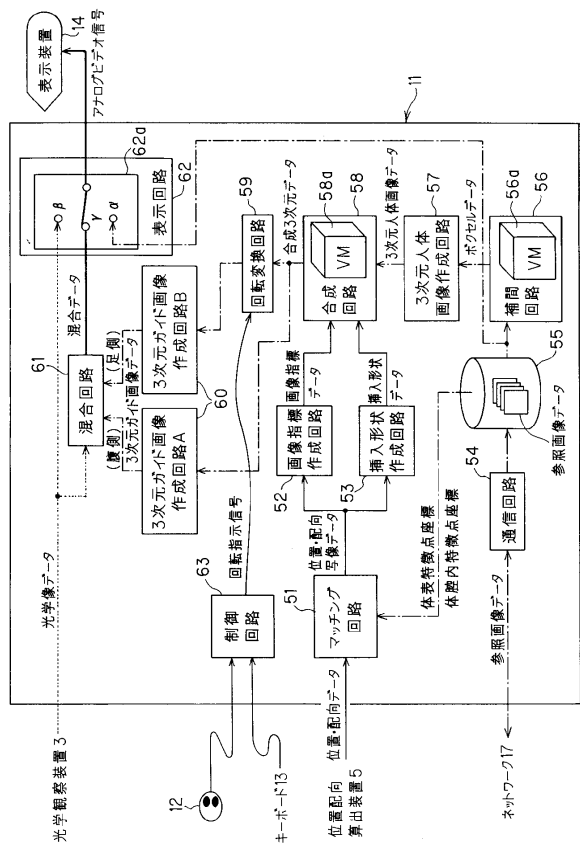 光学観察装置3
12
キーボード13
位置配向
算出装置5
ネットワーク17
光学像データ
位置・配向データ
参照画像データ
63
制御
回路
51
マッチング
回路
54
通信回路
回転指示信号
位置・配向
写像データ
体表特徴点座標
体腔内特徴点座標
55
参照画像データ
61
混合回路
(腹側)
(足側)
3次元ガイド画像データ
3次元ガイド画像
作成回路A
3次元ガイド画像
作成回路B
60
52
画像指標
作成回路
53
挿入形状
作成回路
画像指標
データ
挿入形状
データ
混合データ
59
回転変換回路
合成3次元データ
58a
58
VM
合成
回路
3次元人体画像データ
57
3次元人体
画像作成回路
ボクセルデータ
56a
56
VM
補間
回路
β
γ
α
62a
62
表示回路
11
アナログビデオ信号
14
表示装置